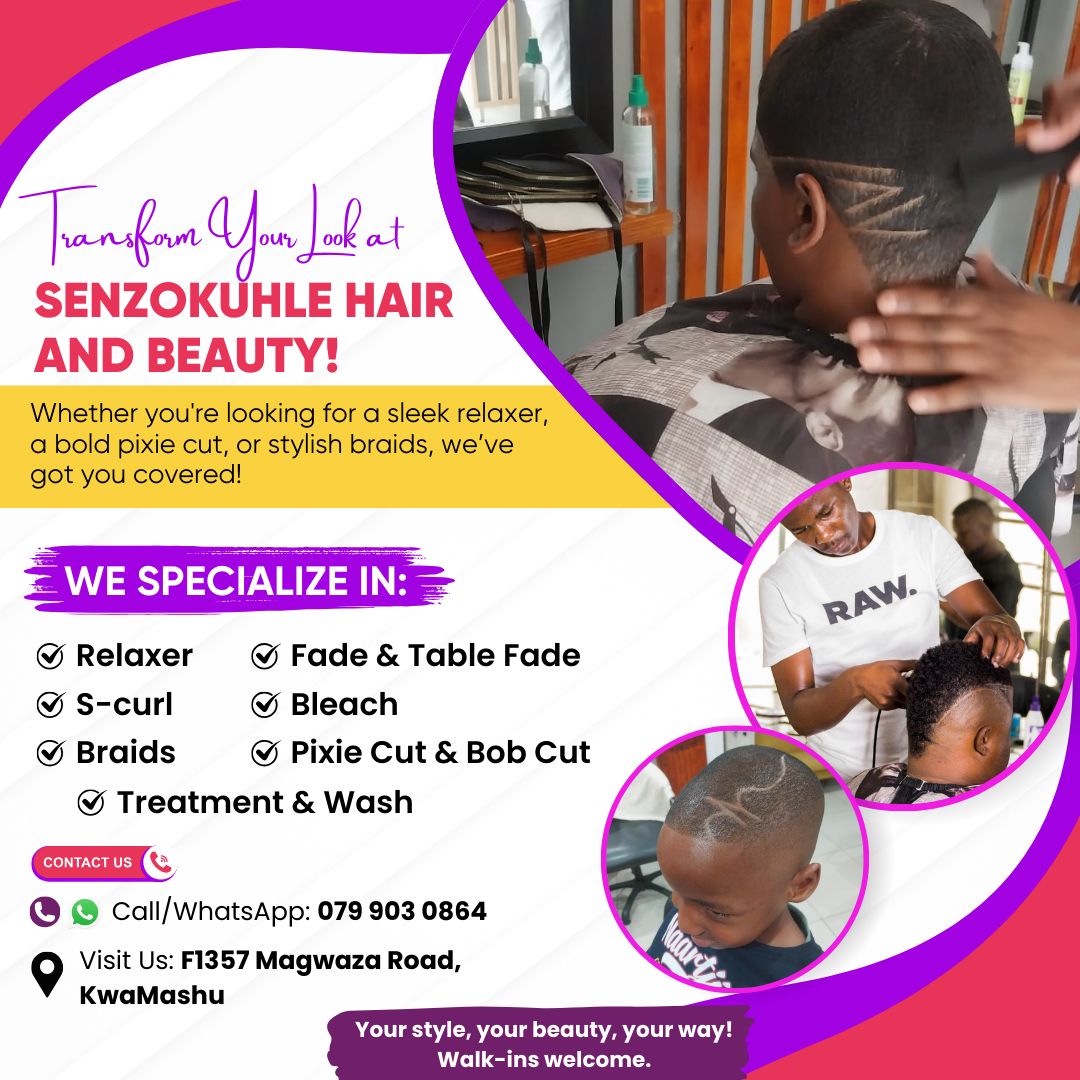 Transform Your Look at
SENZOKUHLE HAIR
AND BEAUTY!
Whether you're looking for a sleek relaxer,
a bold pixie cut, or stylish braids, we’ve
got you covered!
WE SPECIALIZE IN:
Relaxer
Fade & Table Fade
S-curl
Bleach
Braids
Pixie Cut & Bob Cut
Treatment & Wash
CONTACT US
Call/WhatsApp: 079 903 0864
Visit Us: F1357 Magwaza Road,
KwaMashu
Your style, your beauty, your way!
Walk-ins welcome.
RAW.